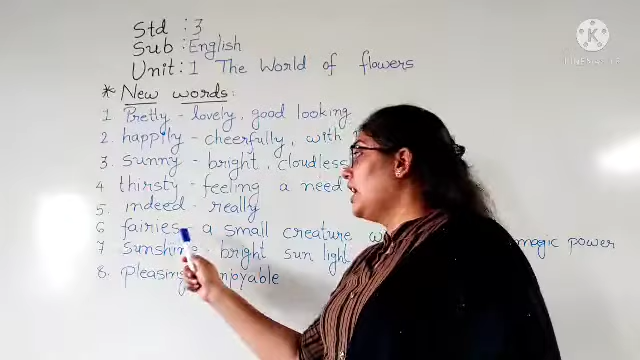 Std : 3
Sub : English
Unit : 1 The World of flowers
* New words :
1 Pretty - lovely, good looking.
2. happily - cheerfully, with
3. sunny - bright, cloudless
4 thirsty - feeling a need
5. indeed - really
6 fairies - a small creature magic power
7 sunshine - bright sun light
8. pleasing enjoyable
K
KINEMASTER